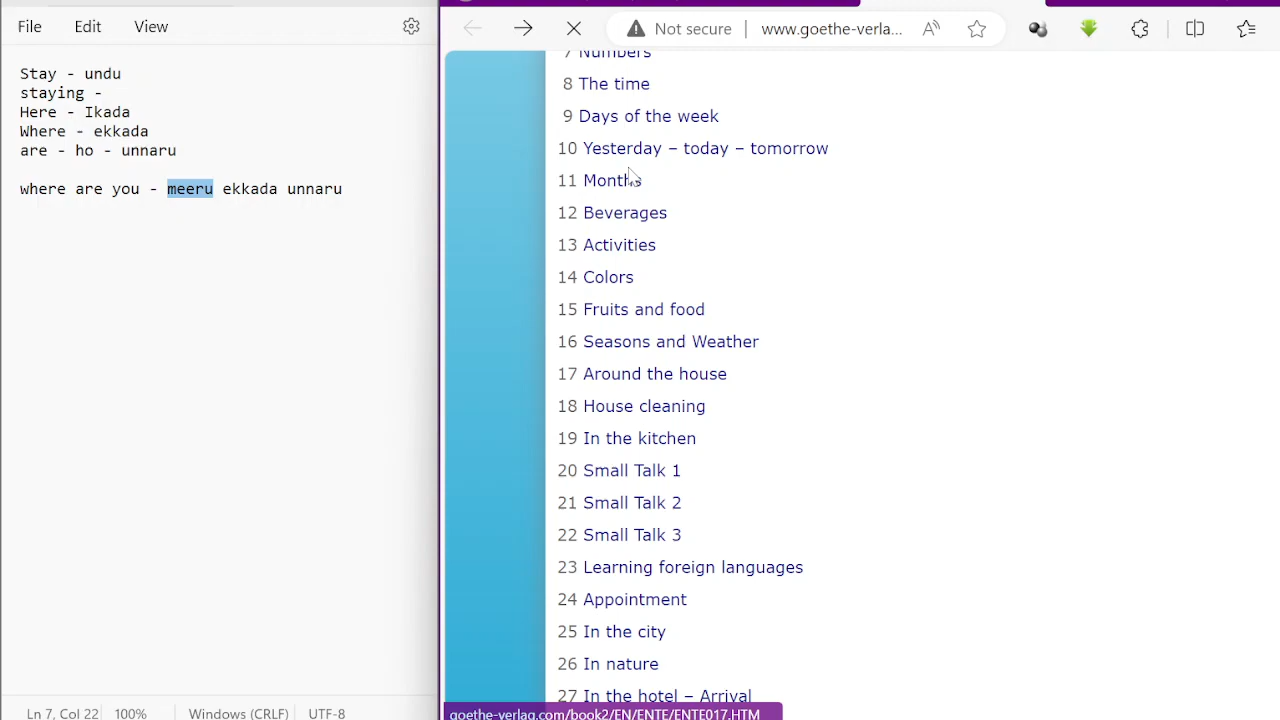 File Edit View
Stay - undu
staying -
Here - Ikada
Where - ekkada
are - ho - unnaru
where are you - meeru ekkada unnaru
Ln 7, Col 22 100% Windows (CRLF) UTF-8
Not secure www.goethe-verla...
7 Numbers
8 The time
9 Days of the week
10 Yesterday – today – tomorrow
11 Months
12 Beverages
13 Activities
14 Colors
15 Fruits and food
16 Seasons and Weather
17 Around the house
18 House cleaning
19 In the kitchen
20 Small Talk 1
21 Small Talk 2
22 Small Talk 3
23 Learning foreign languages
24 Appointment
25 In the city
26 In nature
27 In the hotel – Arrival
goethe-verlag.com/book2/EN/ENTE/ENTE017.HTM